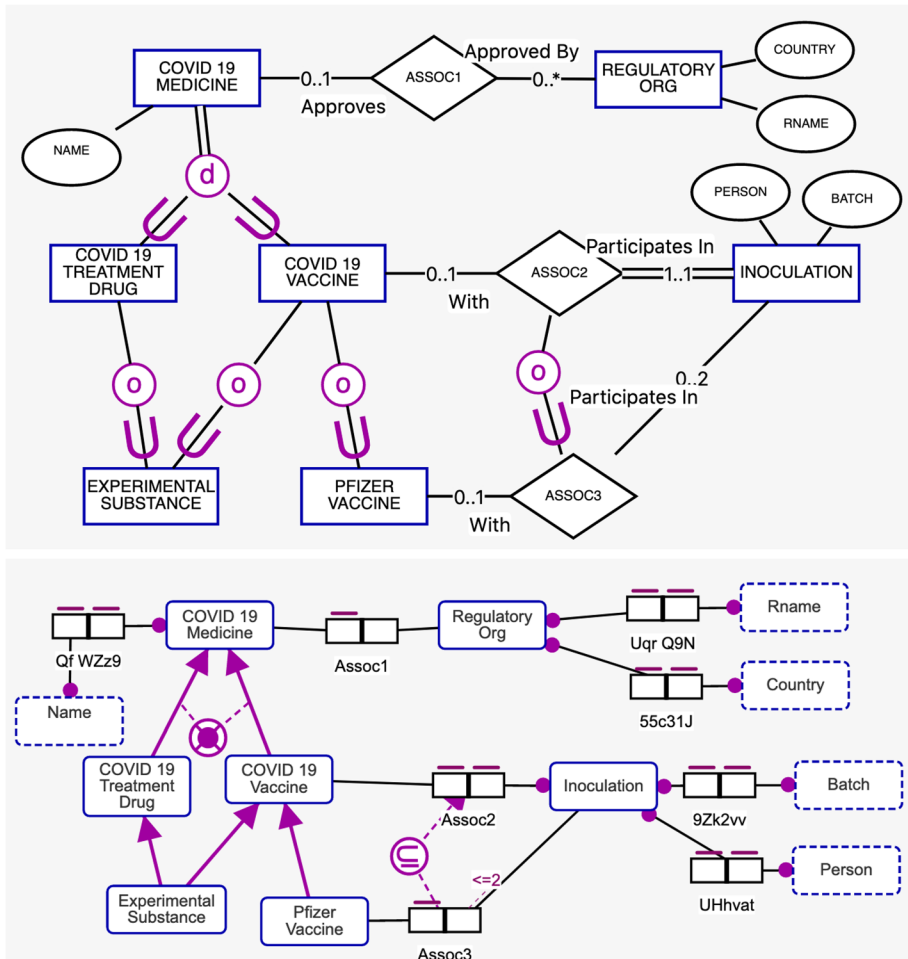 COVID 19
MEDICINE
0..1
Approves
ASSOC1
Approved By
0..*
REGULATORY
ORG
COUNTRY
RNAME
NAME
d
COVID 19
TREATMENT
DRUG
COVID 19
VACCINE
0..1
With
ASSOC2
Participates In
1..1
PERSON
BATCH
INOCULATION
o
o
o
o
Participates In
0..2
EXPERIMENTAL
SUBSTANCE
PFIZER
VACCINE
0..1
With
ASSOC3
Qf WZz9
Name
COVID 19
Medicine
Assoc1
Regulatory
Org
Uqr Q9N
Rname
55c31J
Country
COVID 19
Treatment
Drug
COVID 19
Vaccine
Assoc2
Inoculation
9Zk2vv
Batch
UHhvat
Person
⊆
<=2
Experimental
Substance
Pfizer
Vaccine
Assoc3